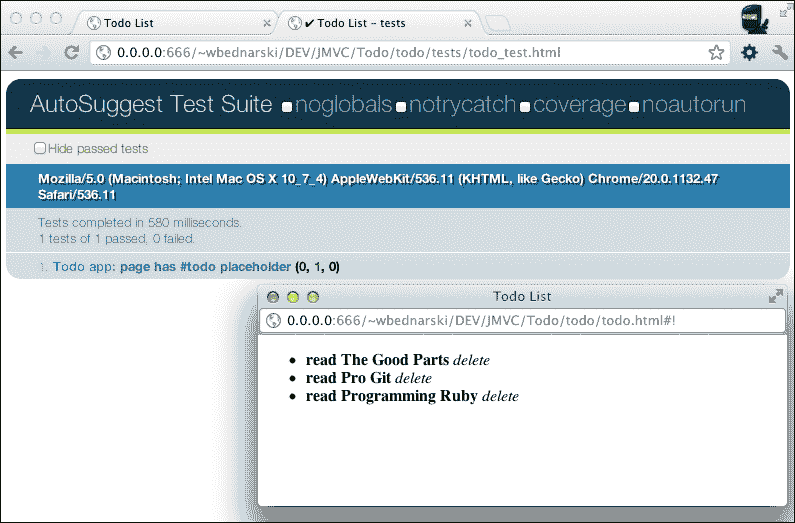 Todo List
✔ Todo List - tests
0.0.0.0:666/~wbednarski/DEV/JMVC/Todo/todo/tests/todo_test.html
AutoSuggest Test Suite noglobals notrycatch coverage noautorun
Hide passed tests
Mozilla/5.0 (Macintosh; Intel Mac OS X 10_7_4) AppleWebKit/536.11 (KHTML, like Gecko) Chrome/20.0.1132.47
Safari/536.11
Tests completed in 580 milliseconds.
1 tests of 1 passed, 0 failed.
1. Todo app: page has #todo placeholder (0, 1, 0)
Todo List
0.0.0.0:666/~wbednarski/DEV/JMVC/Todo/todo/todo.html#!
• read The Good Parts delete
• read Pro Git delete
• read Programming Ruby delete